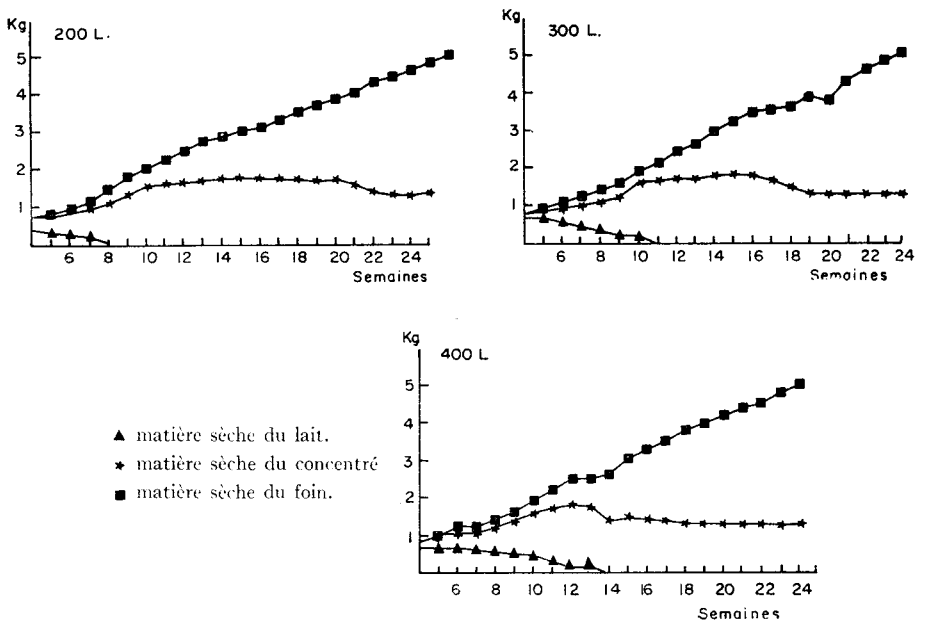 Kg
200 L.
5
4
3
2
1
6 8 10 12 14 16 18 20 22 24
Semaines
Kg
300 L.
5
4
3
2
1
6 8 10 12 14 16 18 20 22 24
Semaines
Kg
400 L
5
4
3
2
1
6 8 10 12 14 16 18 20 22 24
Semaines
matière sèche du lait.
matière sèche du concentré
matière sèche du foin.